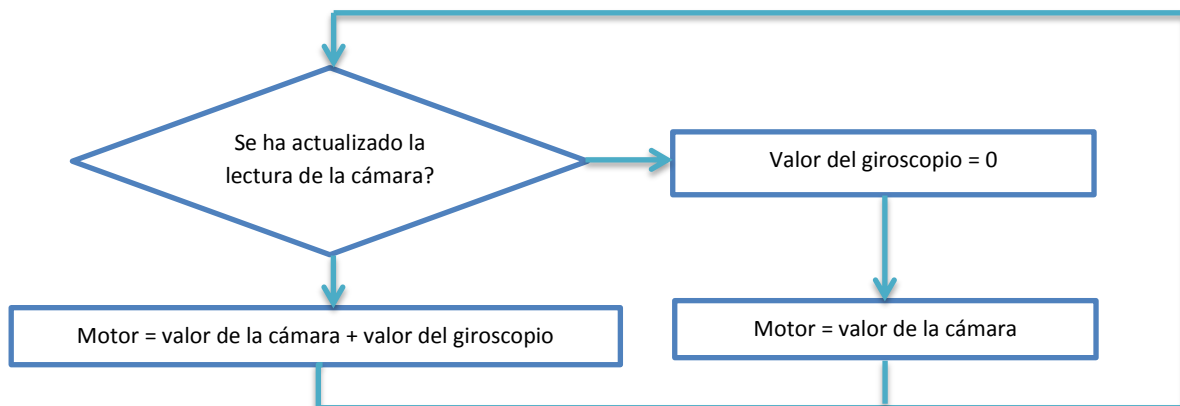 Se ha actualizado la
lectura de la cámara?
Valor del giroscopio = 0
Motor = valor de la cámara + valor del giroscopio
Motor = valor de la cámara